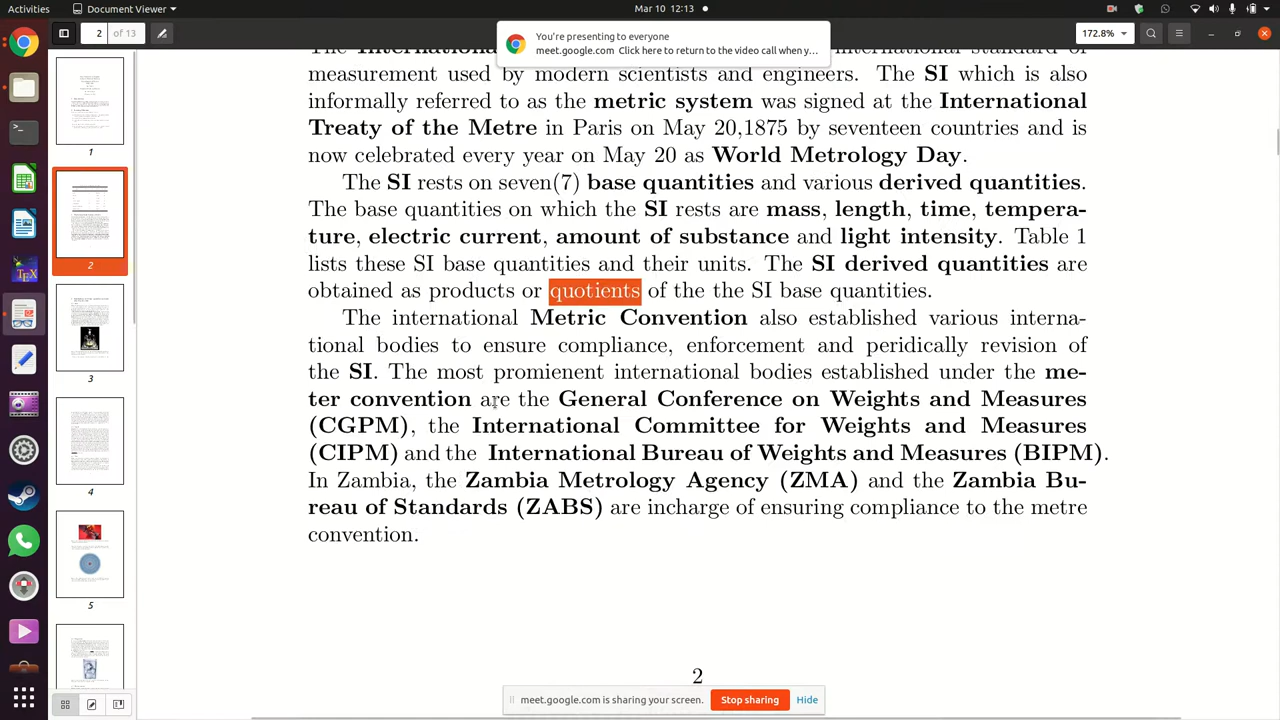 Activities
Document Viewer
Mar 10 12:13
2
of 13
You're presenting to everyone
meet.google.com Click here to return to the video call when y...
172.8%
The
measurement used by modern scientists and engineers. The SI which is also
informally referred to as the metric system was signed at the International
Treaty of the Metre in Paris on May 20,1875 by seventeen countries and is
now celebrated every year on May 20 as World Metrology Day.
The SI rests on seven(7) base quantities and various derived quantities.
The base quantities on which the SI rests are mass, length, time, tempera-
ture, electric current, amount of substance and light intensity. Table 1
lists these SI base quantities and their units. The SI derived quantities are
obtained as products or quotients of the the SI base quantities.
The international Metric Convention also established various interna-
tional bodies to ensure compliance, enforcement and peridically revision of
the SI. The most promienent international bodies established under the me-
ter convention are the General Conference on Weights and Measures
(CGPM), the International Committee for Weights and Measures
(CIPM) and the International Bureau of Weights and Measures (BIPM).
In Zambia, the Zambia Metrology Agency (ZMA) and the Zambia Bu-
reau of Standards (ZABS) are incharge of ensuring compliance to the metre
convention.
2
1
2
3
4
5
TEX
meet.google.com is sharing your screen.
Stop sharing
Hide